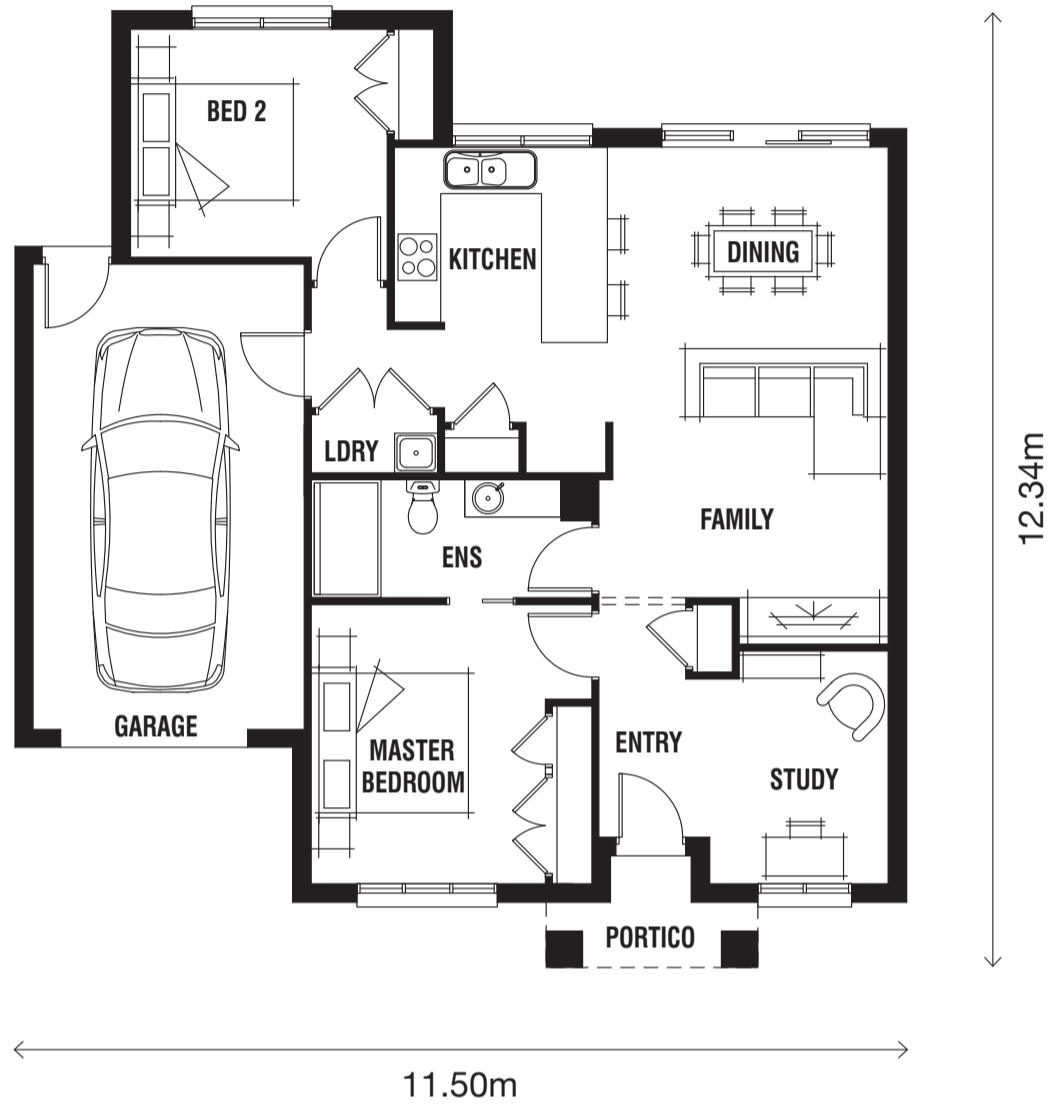 BED 2
KITCHEN
DINING
LDRY
FAMILY
ENS
GARAGE
MASTER
BEDROOM
ENTRY
STUDY
PORTICO
12.34m
11.50m